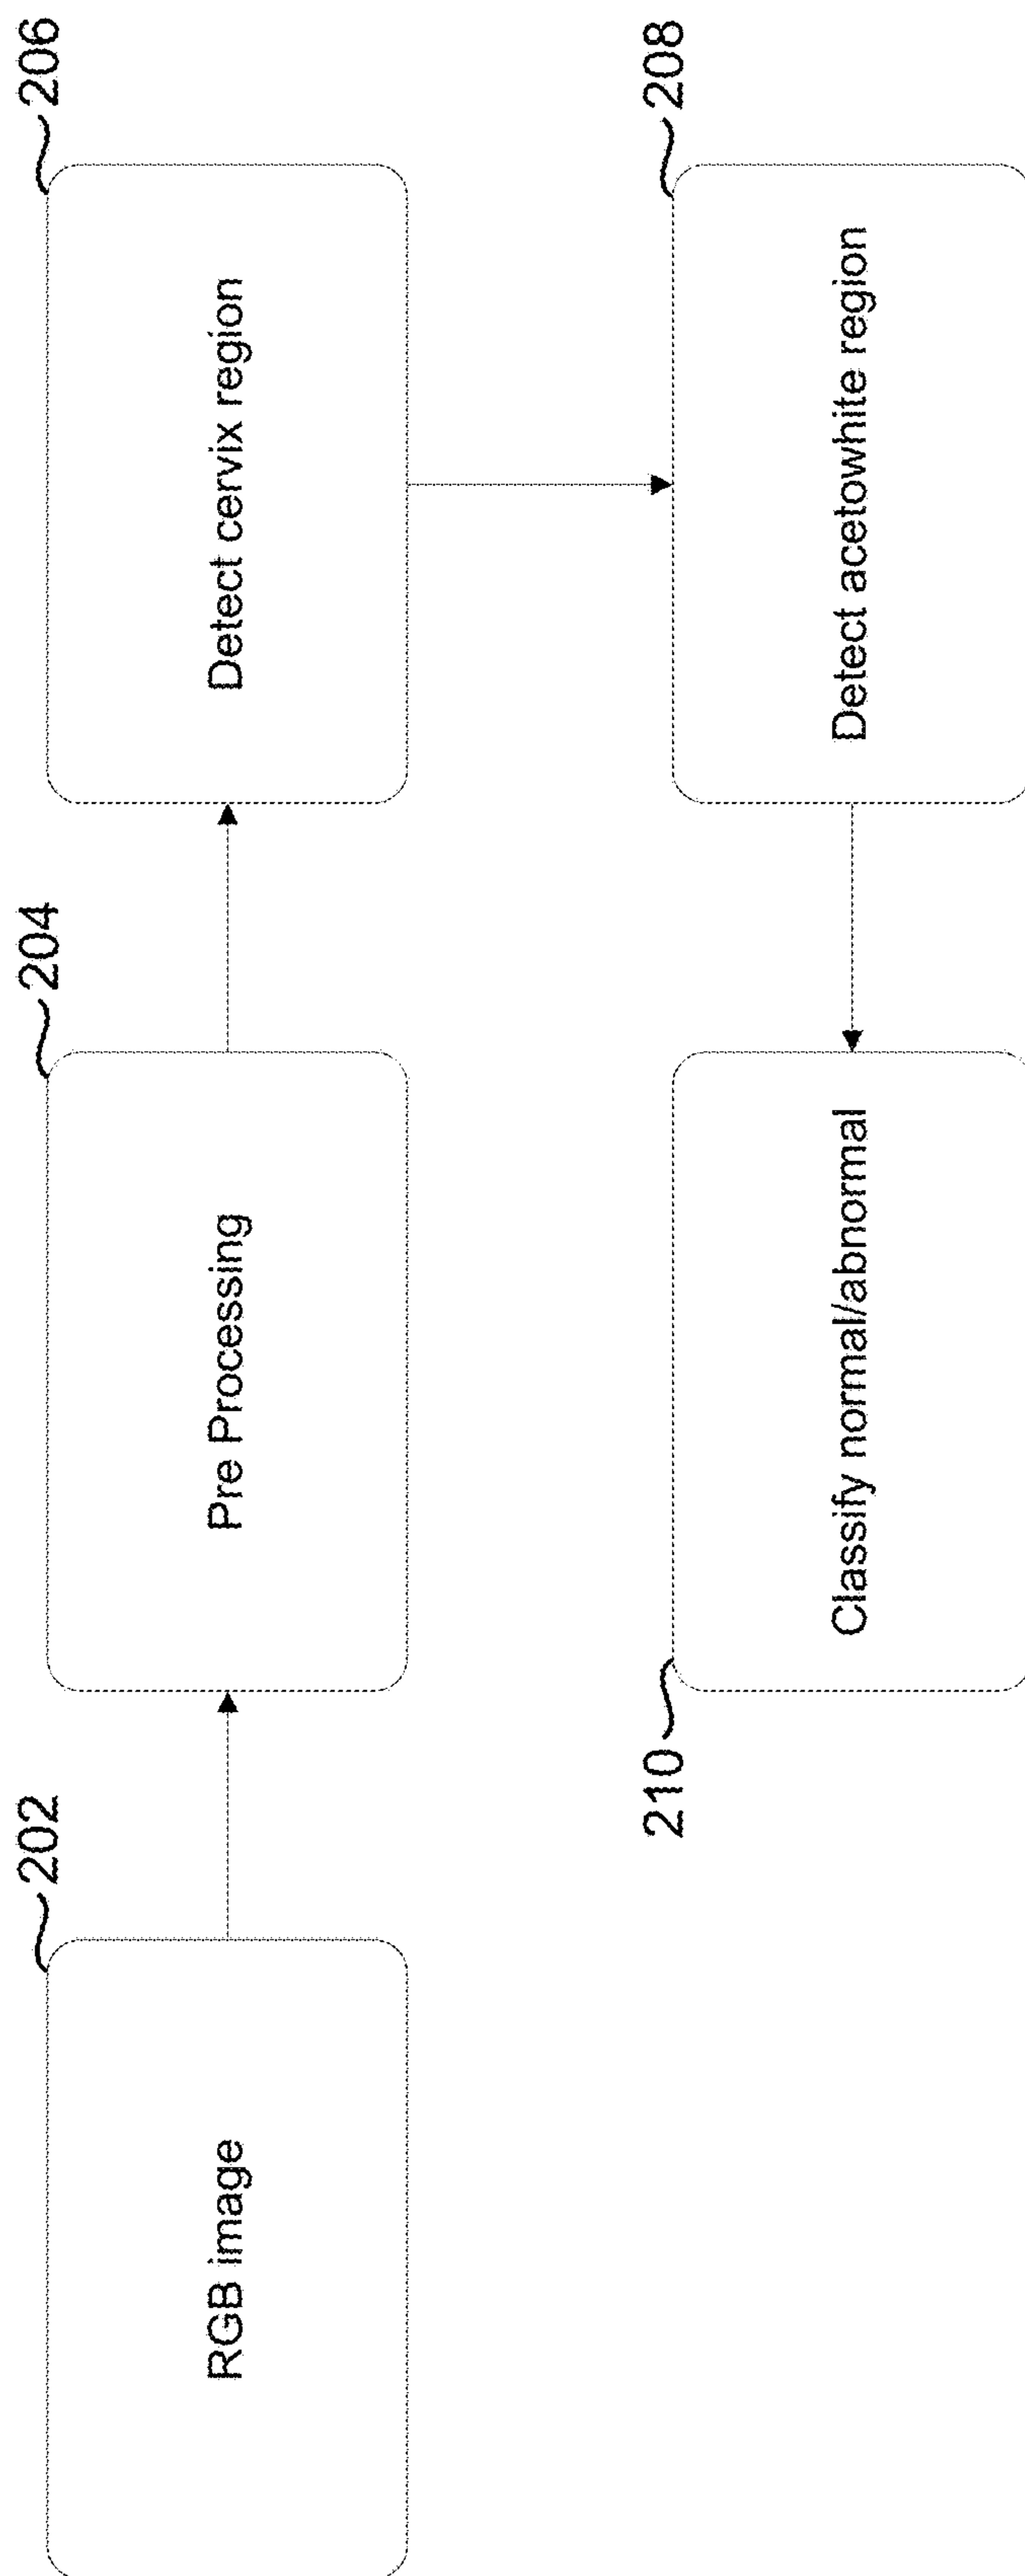 202
RGB image
204
Pre Processing
206
Detect cervix region
208
Detect acetowhite region
210
Classify normal/abnormal